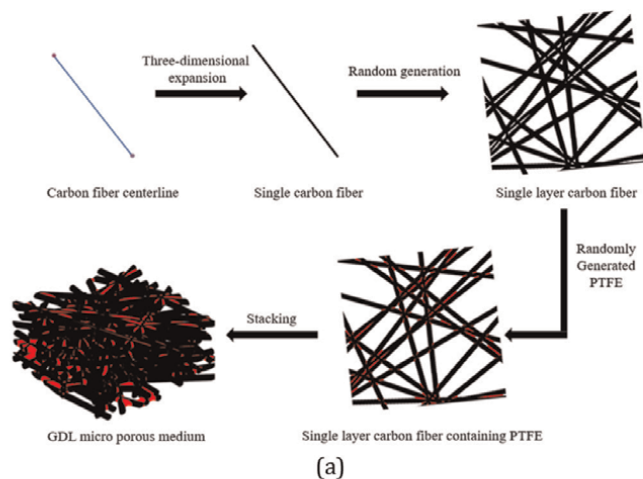 Three-dimensional
expansion
Random generation
Carbon fiber centerline
Single carbon fiber
Single layer carbon fiber
Randomly
Generated
PTFE
Stacking
GDL micro porous medium
Single layer carbon fiber containing PTFE
(a)